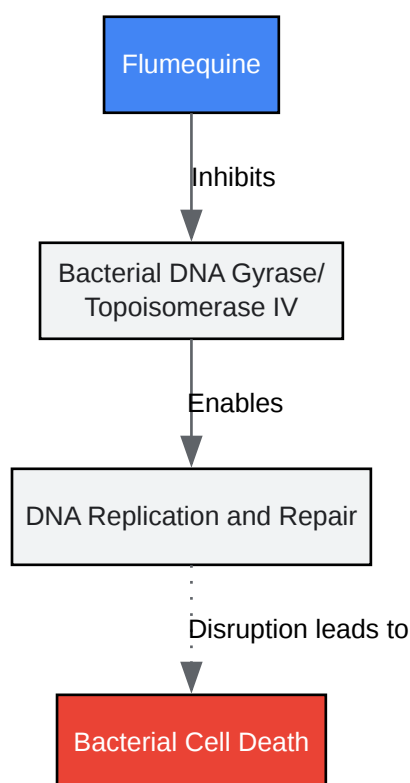 Flumequine
Inhibits
Bacterial DNA Gyrase/
Topoisomerase IV
Enables
DNA Replication and Repair
Disruption leads to
Bacterial Cell Death